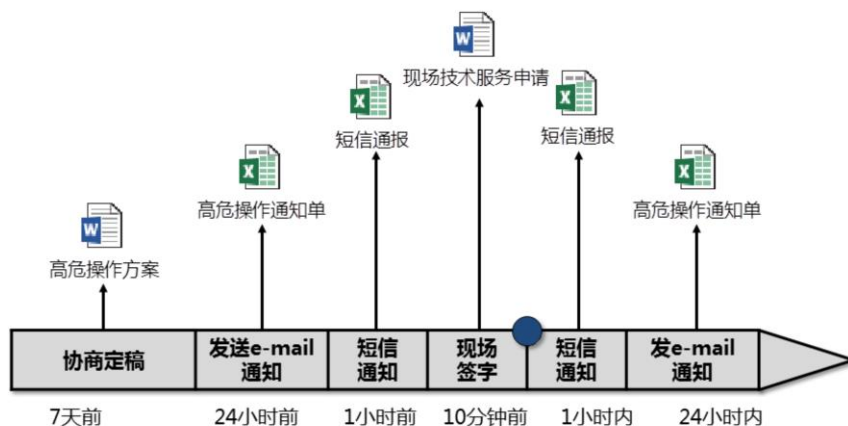 现场技术服务申请
短信通报
短信通报
高危操作通知单
高危操作通知单
高危操作方案
协商定稿
发送e-mail
通知
短信
通知
现场
签字
短信
通知
发e-mail
通知
7天前
24小时前
1小时前
10分钟前
1小时内
24小时内